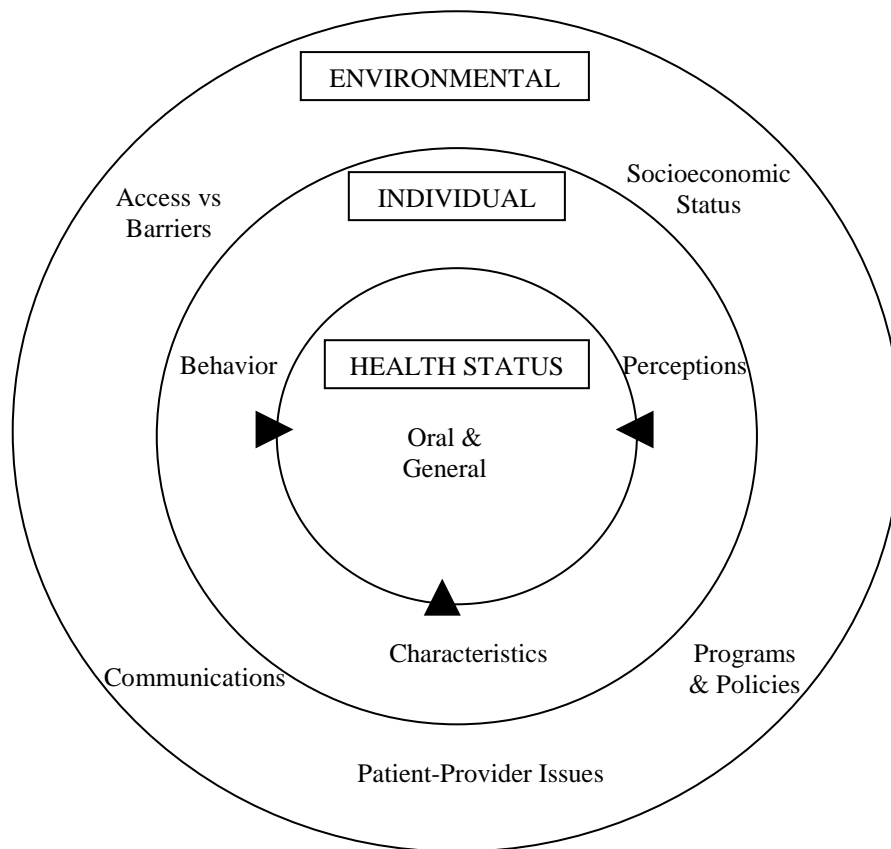 ENVIRONMENTAL
Access vs
Barriers
Socioeconomic
Status
INDIVIDUAL
Behavior
HEALTH STATUS
Perceptions
Oral &
General
Characteristics
Communications
Programs
& Policies
Patient-Provider Issues